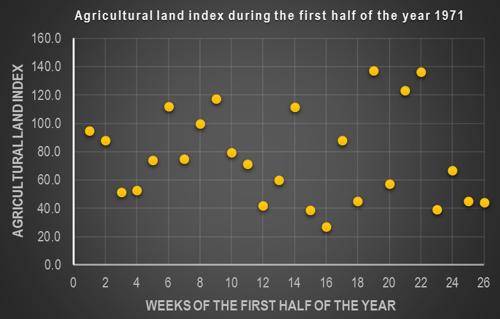 Agricultural land index during the first half of the year 1971
160.0
140.0
120.0
100.0
80.0
60.0
40.0
20.0
0.0
AGRICULTURAL LAND INDEX
0 2 4 6 8 10 12 14 16 18 20 22 24 26
WEEKS OF THE FIRST HALF OF THE YEAR